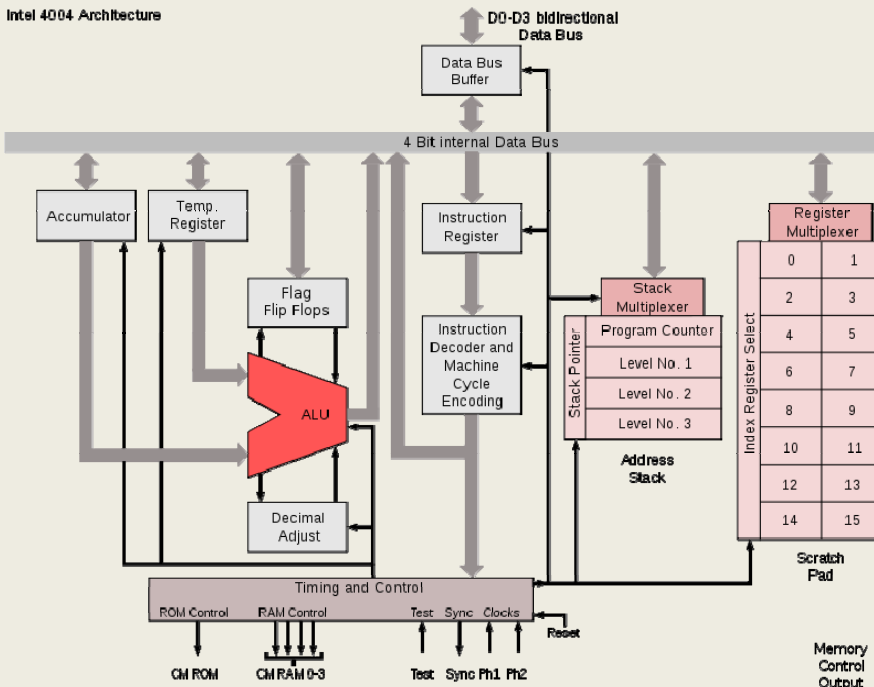 Intel 4004 Architecture
D0-D3 bidirectional
Data Bus
Data Bus
Buffer
4 Bit internal Data Bus
Accumulator
Temp.
Register
Instruction
Register
Register
Multiplexer
Flag
Flip Flops
Stack
Multiplexer
Index Register Select
0 1
2 3
4 5
6 7
8 9
10 11
12 13
14 15
Instruction
Decoder and
Machine
Cycle
Encoding
Stack Pointer
Program Counter
Level No. 1
Level No. 2
Level No. 3
ALU
Address
Stack
Decimal
Adjust
Scratch
Pad
Timing and Control
ROM Control RAM Control Test Sync Clocks
Reset
CM ROM CM RAM 0-3 Test Sync Ph1 Ph2
Memory
Control
Output